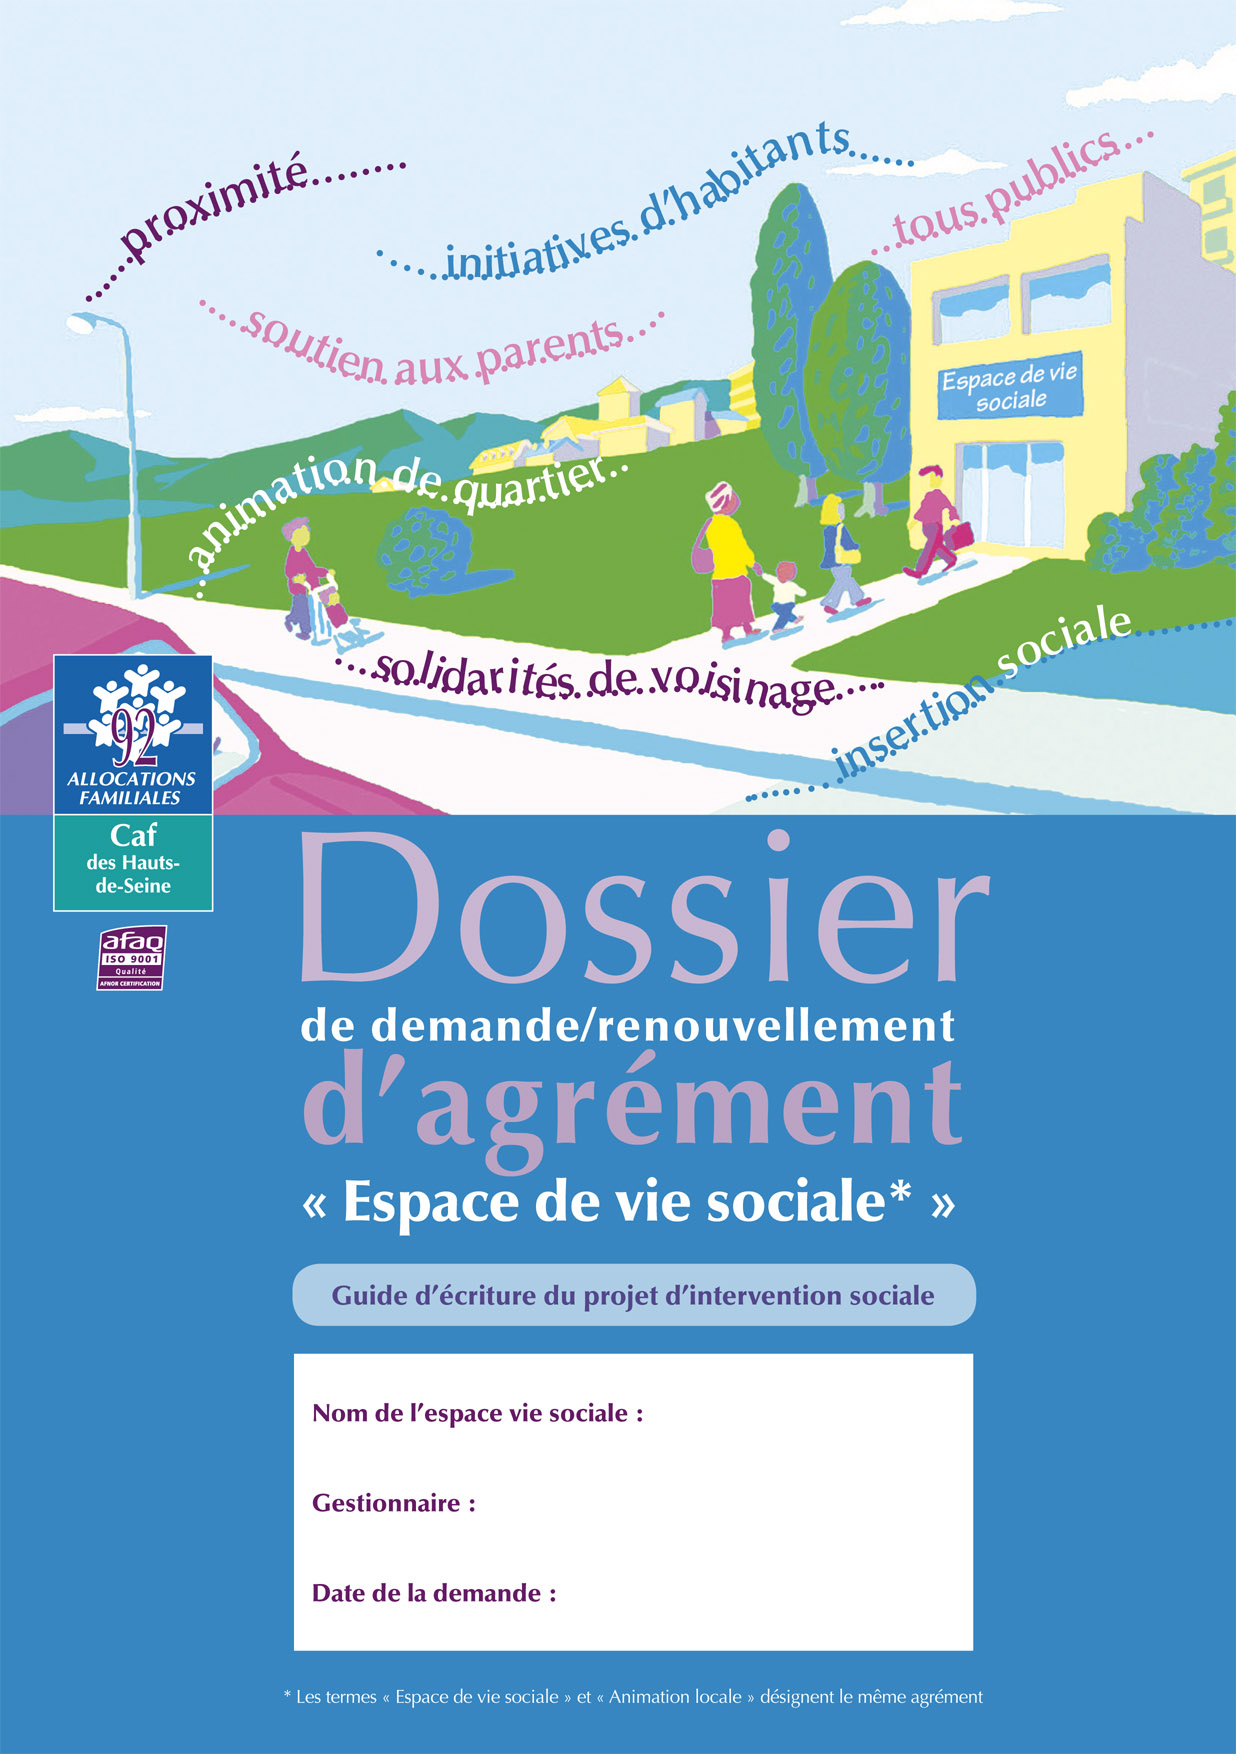 .....proximité........
.....initiatives d'habitants......
...tous publics...
....soutien aux parents....
Espace de vie
sociale
...animation de quartier..
...solidarités de voisinage.....
.......insertion sociale........
92
ALLOCATIONS
FAMILIALES
Caf
des Hauts-
de-Seine
afaq
ISO 9001
Qualité
AFNOR CERTIFICATION
Dossier
de demande/renouvellement
d’agrément
« Espace de vie sociale* »
Guide d’écriture du projet d’intervention sociale
Nom de l’espace vie sociale :
Gestionnaire :
Date de la demande :
* Les termes « Espace de vie sociale » et « Animation locale » désignent le même agrément